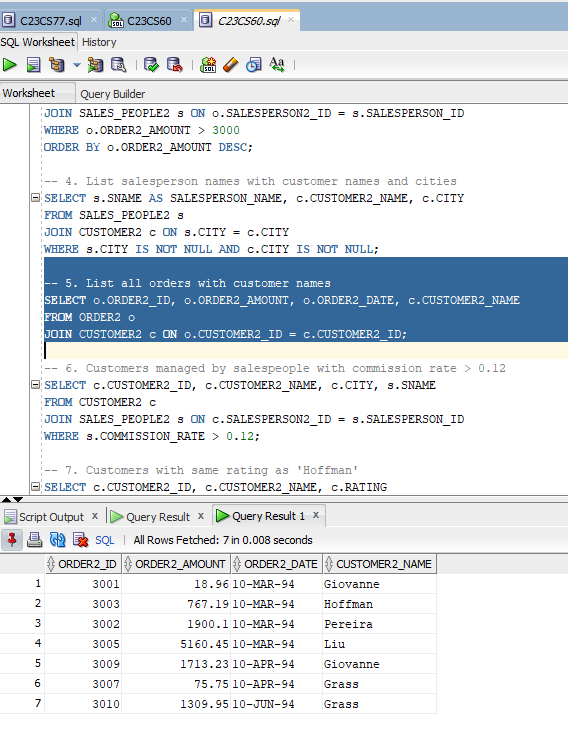 C23CS77.sql × C23CS60 × C23CS60.sql ×
SQL Worksheet History
Worksheet Query Builder
JOIN SALES_PEOPLE2 s ON o.SALESPERSON2_ID = s.SALESPERSON_ID
WHERE o.ORDER2_AMOUNT > 3000
ORDER BY o.ORDER2_AMOUNT DESC;
-- 4. List salesperson names with customer names and cities
SELECT s.SNAME AS SALESPERSON_NAME, c.CUSTOMER2_NAME, c.CITY
FROM SALES_PEOPLE2 s
JOIN CUSTOMER2 c ON s.CITY = c.CITY
WHERE s.CITY IS NOT NULL AND c.CITY IS NOT NULL;
-- 5. List all orders with customer names
SELECT o.ORDER2_ID, o.ORDER2_AMOUNT, o.ORDER2_DATE, c.CUSTOMER2_NAME
FROM ORDER2 o
JOIN CUSTOMER2 c ON o.CUSTOMER2_ID = c.CUSTOMER2_ID;
-- 6. Customers managed by salespeople with commission rate > 0.12
SELECT c.CUSTOMER2_ID, c.CUSTOMER2_NAME, c.CITY, s.SNAME
FROM CUSTOMER2 c
JOIN SALES_PEOPLE2 s ON c.SALESPERSON2_ID = s.SALESPERSON_ID
WHERE s.COMMISSION_RATE > 0.12;
-- 7. Customers with same rating as 'Hoffman'
SELECT c.CUSTOMER2_ID, c.CUSTOMER2_NAME, c.RATING
Script Output × Query Result × Query Result 1 ×
SQL | All Rows Fetched: 7 in 0.008 seconds
ORDER2_ID ORDER2_AMOUNT ORDER2_DATE CUSTOMER2_NAME
1 3001 18.96 10-MAR-94 Giovanne
2 3003 767.19 10-MAR-94 Hoffman
3 3002 1900.1 10-MAR-94 Pereira
4 3005 5160.45 10-MAR-94 Liu
5 3009 1713.23 10-APR-94 Giovanne
6 3007 75.75 10-APR-94 Grass
7 3010 1309.95 10-JUN-94 Grass